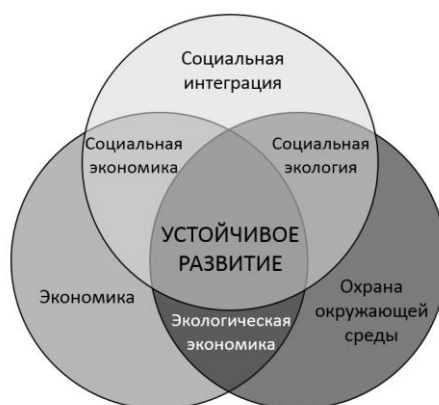 Социальная
интеграция
Социальная
экономика
Социальная
экология
УСТОЙЧИВОЕ
РАЗВИТИЕ
Экономика
Охрана
окружающей
среды
Экологическая
экономика